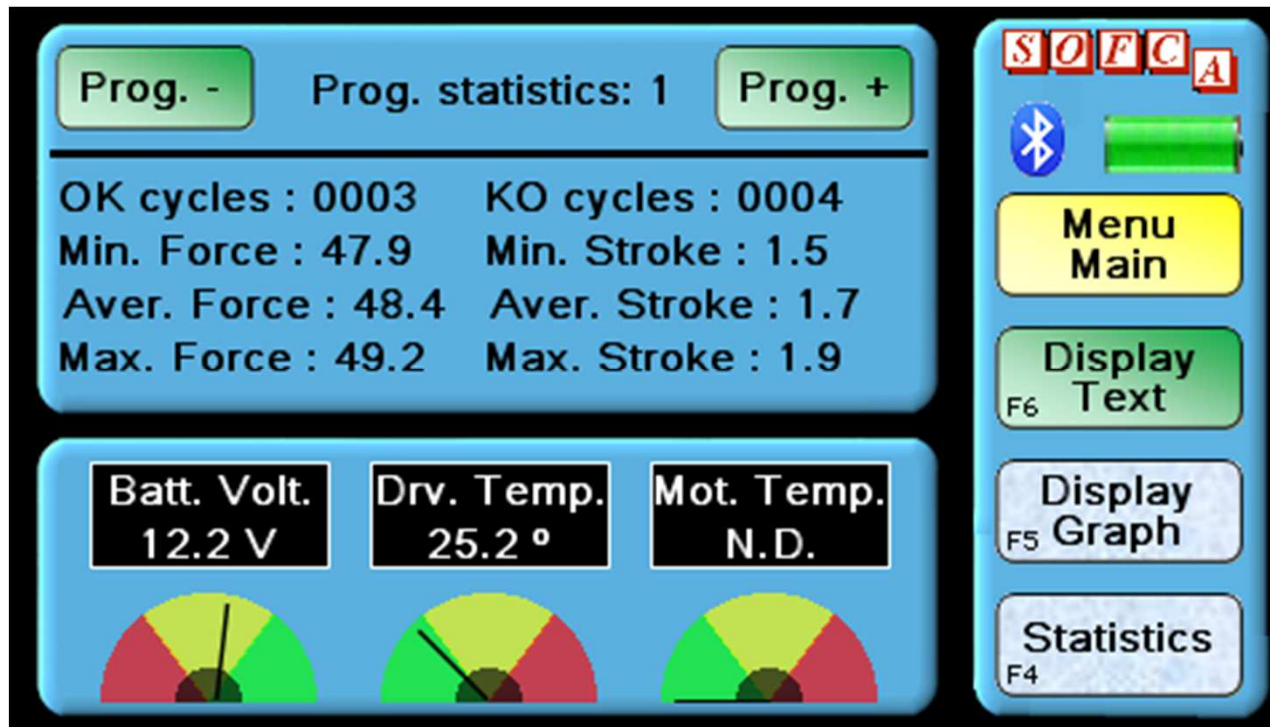 Prog. -
Prog. statistics: 1
Prog. +
OK cycles : 0003 KO cycles : 0004
Min. Force : 47.9 Min. Stroke : 1.5
Aver. Force : 48.4 Aver. Stroke : 1.7
Max. Force : 49.2 Max. Stroke : 1.9
Batt. Volt.
12.2 V
Drv. Temp.
25.2 º
Mot. Temp.
N.D.
SOFCA
Menu
Main
Display
F6 Text
Display
F5 Graph
Statistics
F4